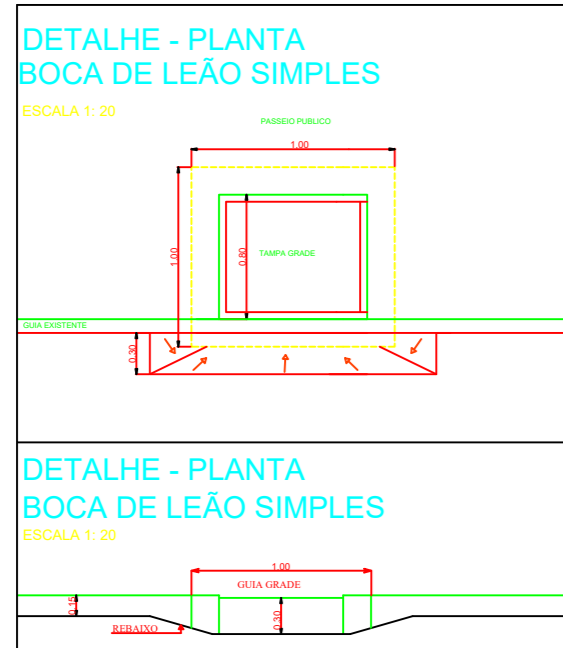 DETALHE - PLANTA
BOCA DE LEÃO SIMPLES
ESCALA 1: 20
PASSEIO PUBLICO
1.00
1.00
0.80
TAMPA GRADE
GUIA EXISTENTE
0.30
DETALHE - PLANTA
BOCA DE LEÃO SIMPLES
ESCALA 1: 20
1.00
GUIA GRADE
0.15
0.30
REBAIXO